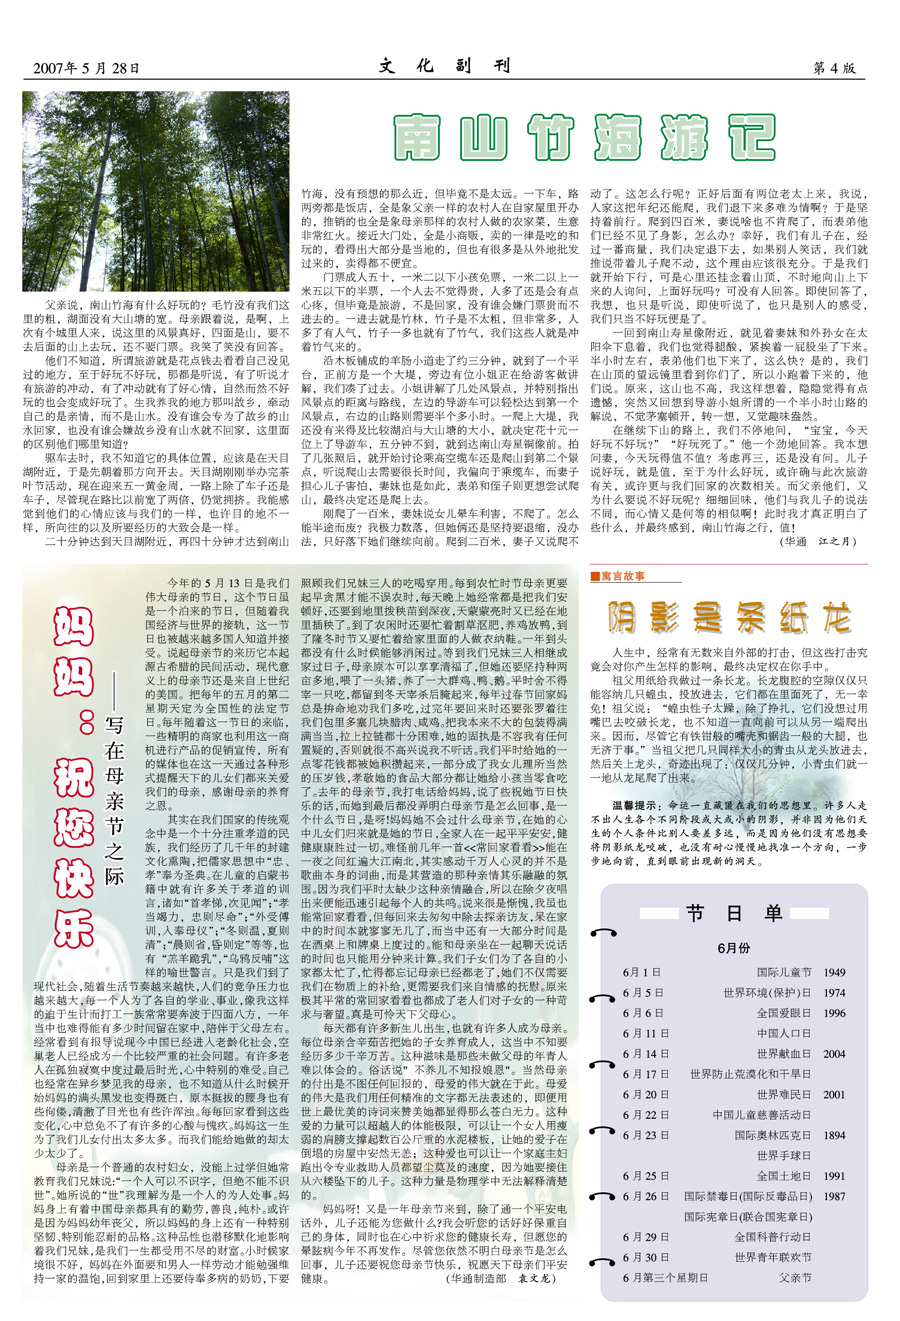 2007年 5 月 28日
文 化 副 刊
第 4 版
南山竹海游记
父亲说，南山竹海有什么好玩的？毛竹没有我们这
里的粗，湖面没有大山塘的宽。母亲跟着说，是啊，上
次有个城里人来，说这里的风景真好，四面是山，要不
去后面的山上去玩，还不要门票。我笑了笑没有回答。
他们不知道，所谓旅游就是花点钱去看看自己没见
过的地方，至于好玩不好玩，那都是听说，有了听说才
有旅游的冲动，有了冲动就有了好心情，自然而然不好
玩的也会变成好玩了。生我养我的地方那叫故乡，牵动
自己的是亲情，而不是山水。没有谁会专为了故乡的山
水回家，也没有谁会嫌故乡没有山水就不回家，这里面
的区别他们哪里知道？
驱车去时，我不知道它的具体位置，应该是在天目
湖附近，于是先朝着那方向开去。天目湖刚刚举办完茶
叶节活动，现在迎来五一黄金周，一路上除了车子还是
车子，尽管现在路比以前宽了两倍，仍觉拥挤。我能感
觉到他们的心情应该与我们的一样，也许目的地不一
样，所向往的以及所要经历的大致会是一样。
二十分钟达到天目湖附近，再四十分钟才达到南山
竹海，没有预想的那么近，但毕竟不是太远。一下车，路
两旁都是饭店，全是象父亲一样的农村人在自家屋里开办
的，推销的也全是象母亲那样的农村人做的农家菜，生意
非常红火。接近大门处，全是小商贩，卖的一律是吃的和
玩的，看得出大部分是当地的，但也有很多是从外地批发
过来的，卖得都不便宜。
门票成人五十，一米二以下小孩免票，一米二以上一
米五以下的半票，一个人去不觉得贵，人多了还是会有点
心疼，但毕竟是旅游，不是回家，没有谁会嫌门票贵而不
进去的。一进去就是竹林，竹子是不太粗，但非常多，人
多了有人气，竹子一多也就有了竹气，我们这些人就是冲
着竹气来的。
沿木板铺成的羊肠小道走了约三分钟，就到了一个平
台，正前方是一个大堤，旁边有位小姐正在给游客做讲
解，我们凑了过去。小姐讲解了几处风景点，并特别指出
风景点的距离与路线，左边的导游车可以轻松达到第一个
风景点，右边的山路则需要半个多小时。一爬上大堤，我
还没有来得及比较湖泊与大山塘的大小，就决定花十元一
位上了导游车，五分钟不到，就到达南山寿星铜像前。拍
了几张照后，就开始讨论乘高空缆车还是爬山到第二个景
点，听说爬山去需要很长时间，我偏向于乘缆车，而妻子
担心儿子害怕，妻妹也是如此，表弟和侄子则更想尝试爬
山，最终决定还是爬上去。
刚爬了一百米，妻妹说女儿晕车利害，不爬了。怎么
能半途而废？我极力数落，但她俩还是坚持要退缩，没办
法，只好落下她们继续向前。爬到二百米，妻子又说爬不
动了。这怎么行呢？正好后面有两位老太上来，我说，
人家这把年纪还能爬，我们退下来多难为情啊？于是坚
持着前行。爬到四百米，妻说啥也不肯爬了，而表弟他
们已经不见了身影，怎么办？幸好，我们有儿子在，经
过一番商量，我们决定退下去，如果别人笑话，我们就
推说带着儿子爬不动，这个理由应该很充分。于是我们
就开始下行，可是心里还挂念着山顶，不时地向山上下
来的人询问，上面好玩吗？可没有人回答。即使回答了，
我想，也只是听说，即使听说了，也只是别人的感受，
我们只当不好玩便是了。
一回到南山寿星像附近，就见着妻妹和外孙女在太
阳伞下息着，我们也觉得腿酸，紧挨着一屁股坐了下来。
半小时左右，表弟他们也下来了，这么快？是的，我们
在山顶的望远镜里看到你们了，所以小跑着下来的，他
们说。原来，这山也不高，我这样想着，隐隐觉得有点
遗憾，突然又回想到导游小姐所谓的一个半小时山路的
解说，不觉茅塞顿开，转一想，又觉趣味盎然。
在继续下山的路上，我们不停地问，“宝宝，今天
好玩不好玩？”“好玩死了。”他一个劲地回答。我本想
问妻，今天玩得值不值？考虑再三，还是没有问。儿子
说好玩，就是值，至于为什么好玩，或许确与此次旅游
有关，或许更与我们回家的次数相关。而父亲他们，又
为什么要说不好玩呢？细细回味，他们与我儿子的说法
不同，而心情又是何等的相似啊！此时我才真正明白了
些什么，并最终感到，南山竹海之行，值！
（华通　江之月）
妈妈：祝您快乐
——写在母亲节之际
今年的 5 月 13 日是我们
伟大母亲的节日，这个节日虽
是一个泊来的节日，但随着我
国经济与世界的接轨，这一节
日也被越来越多国人知道并接
受。说起母亲节的来历它本起
源古希腊的民间活动，现代意
义上的母亲节还是来自上世纪
的美国。把每年的五月的第二
星期天定为全国性的法定节
日。每年随着这一节日的来临，
一些精明的商家也利用这一商
机进行产品的促销宣传，所有
的媒体也在这一天通过各种形
式提醒天下的儿女们都来关爱
我们的母亲，感谢母亲的养育
之恩。
其实在我们国家的传统观
念中是一个十分注重孝道的民
族，我们经历了几千年的封建
文化熏陶,把儒家思想中“忠、
孝”奉为圣典。在儿童的启蒙书
籍中就有许多关于孝道的训
言,诸如“首孝悌,次见闻”;“孝
当竭力，忠则尽命”;“外受傅
训,入奉母仪”;“冬则温,夏则
清”;“晨则省,昏则定”等等,也
有 “羔羊跪乳”,“乌鸦反哺”这
样的喻世警言。只是我们到了
现代社会,随着生活节奏越来越快,人们的竞争压力也
越来越大,每一个人为了各自的学业、事业,像我这样
的迫于生计而打工一族常常要奔波于四面八方，一年
当中也难得能有多少时间留在家中,陪伴于父母左右。
经常看到有报导说现今中国已经进入老龄化社会,空
巢老人已经成为一个比较严重的社会问题。有许多老
人在孤独寂寞中度过最后时光,心中特别的难受。自己
也经常在异乡梦见我的母亲，也不知道从什么时候开
始妈妈的满头黑发也变得斑白，原本挺拔的腰身也有
些佝偻,清澈了目光也有些许浑浊。每每回家看到这些
变化,心中总免不了有许多的心酸与愧疚。妈妈这一生
为了我们儿女付出太多太多。而我们能给她做的却太
少太少了。
母亲是一个普通的农村妇女，没能上过学但她常
教育我们兄妹说:“一个人可以不识字，但绝不能不识
世”。她所说的“世”我理解为是一个人的为人处事。妈
妈身上有着中国母亲都具有的勤劳,善良,纯朴。或许
是因为妈妈幼年丧父，所以妈妈的身上还有一种特别
坚韧、特别能忍耐的品格。这种品性也潜移默化地影响
着我们兄妹,是我们一生都受用不尽的财富。小时候家
境很不好，妈妈在外面要和男人一样劳动才能勉强维
持一家的温饱,回到家里上还要侍奉多病的奶奶,下要
照顾我们兄妹三人的吃喝穿用。每到农忙时节母亲更要
起早贪黑才能不误农时,每天晚上她经常都是把我们安
顿好,还要到地里拨秧苗到深夜,天蒙蒙亮时又已经在地
里插秧了。到了农闲时还要忙着割草沤肥,养鸡放鸭,到
了隆冬时节又要忙着给家里面的人做衣纳鞋。一年到头
都没有什么时候能够消闲过。等到我们兄妹三人相继成
家过日子,母亲原本可以享享清福了,但她还要坚持种两
亩多地,喂了一头猪,养了一大群鸡、鸭、鹅。平时舍不得
宰一只吃,都留到冬天宰杀后腌起来,每年过春节回家妈
总是拚命地劝我们多吃,过完年要回来时还要张罗着往
我们包里多塞几块腊肉、咸鸡。把我本来不大的包装得满
满当当,拉上拉链都十分困难,她的固执是不容我有任何
置疑的,否则就很不高兴说我不听话。我们平时给她的一
点零花钱都被她积攒起来,一部分成了我女儿理所当然
的压岁钱,孝敬她的食品大部分都让她给小孩当零食吃
了。去年的母亲节,我打电话给妈妈,说了些祝她节日快
乐的话,而她到最后都没弄明白母亲节是怎么回事,是一
个什么节日,是呀!妈妈她不会过什么母亲节,在她的心
中儿女们归来就是她的节日,全家人在一起平平安安,健
健康康胜过一切。难怪前几年一首<<常回家看看>>能在
一夜之间红遍大江南北,其实感动千万人心灵的并不是
歌曲本身的词曲,而是其营造的那种亲情其乐融融的氛
围。因为我们平时太缺少这种亲情融合,所以在除夕夜唱
出来便能迅速引起每个人的共鸣。说来很是惭愧,我虽也
能常回家看看,但每回来去匆匆中除去探亲访友,呆在家
中的时间本就寥寥无几了,而当中还有一大部分时间是
在酒桌上和牌桌上度过的。能和母亲坐在一起聊天说话
的时间也只能用分钟来计算。我们子女们为了各自的小
家都太忙了,忙得都忘记母亲已经都老了,她们不仅需要
我们在物质上的补给,更需要我们来自情感的抚慰。原来
极其平常的常回家看看也都成了老人们对子女的一种苛
求与奢望。真是可怜天下父母心。
每天都有许多新生儿出生,也就有许多人成为母亲。
每位母亲含辛茹苦把她的子女养育成人，这当中不知要
经历多少千辛万苦。这种滋味是那些未做父母的年青人
难以体会的。俗话说"不养儿不知报娘恩"。当然母亲
的付出是不图任何回报的，母爱的伟大就在于此。母爱
的伟大是我们用任何精准的文字都无法表述的，即便用
世上最优美的诗词来赞美她都显得那么苍白无力。这种
爱的力量可以超越人的体能极限，可以让一个女人用瘦
弱的肩膀支撑起数百公斤重的水泥楼板，让她的爱子在
倒塌的房屋中安然无恙；这种爱也可以让一个家庭主妇
跑出令专业救助人员都望尘莫及的速度，因为她要接住
从六楼坠下的儿子。这种力量是物理学中无法解释清楚
的。
妈妈呀！又是一年母亲节来到，除了通一个平安电
话外，儿子还能为您做什么?我会听您的话好好保重自
己的身体，同时也在心中祈求您的健康长寿，但愿您的
晕眩病今年不再发作。尽管您依然不明白母亲节是怎么
回事，儿子还要祝您母亲节快乐，祝愿天下母亲们平安
健康。　（华通制造部　袁文龙）
■寓言故事
阴影是条纸龙
人生中，经常有无数来自外部的打击，但这些打击究
竟会对你产生怎样的影响，最终决定权在你手中。
祖父用纸给我做过一条长龙。长龙腹腔的空隙仅仅只
能容纳几只蝗虫，投放进去，它们都在里面死了，无一幸
免！祖父说：“蝗虫性子太躁，除了挣扎，它们没想过用
嘴巴去咬破长龙，也不知道一直向前可以从另一端爬出
来。因而，尽管它有铁钳般的嘴壳和锯齿一般的大腿，也
无济于事。”当祖父把几只同样大小的青虫从龙头放进去，
然后关上龙头，奇迹出现了：仅仅几分钟，小青虫们就一
一地从龙尾爬了出来。
温馨提示：命运一直藏匿在我们的思想里。许多人走
不出人生各个不同阶段或大或小的阴影，并非因为他们天
生的个人条件比别人要差多远，而是因为他们没有思想要
将阴影纸龙咬破，也没有耐心慢慢地找准一个方向，一步
步地向前，直到眼前出现新的洞天。
节 日 单
6月份
6月 1 日　国际儿童节　1949
6 月 5 日　世界环境(保护)日　1974
6 月 6 日　全国爱眼日　1996
6 月 11 日　中国人口日
6 月 14 日　世界献血日　2004
6 月 17 日　世界防止荒漠化和干旱日
6 月 20 日　世界难民日　2001
6 月 22 日　中国儿童慈善活动日
6 月 23 日　国际奥林匹克日　1894
世界手球日
6 月 25 日　全国土地日　1991
6 月 26 日　国际禁毒日(国际反毒品日)　1987
国际宪章日(联合国宪章日)
6 月 29 日　全国科普行动日
6 月 30 日　世界青年联欢节
6 月第三个星期日　父亲节